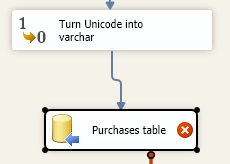 1
0
Turn Unicode into
varchar
Purchases table